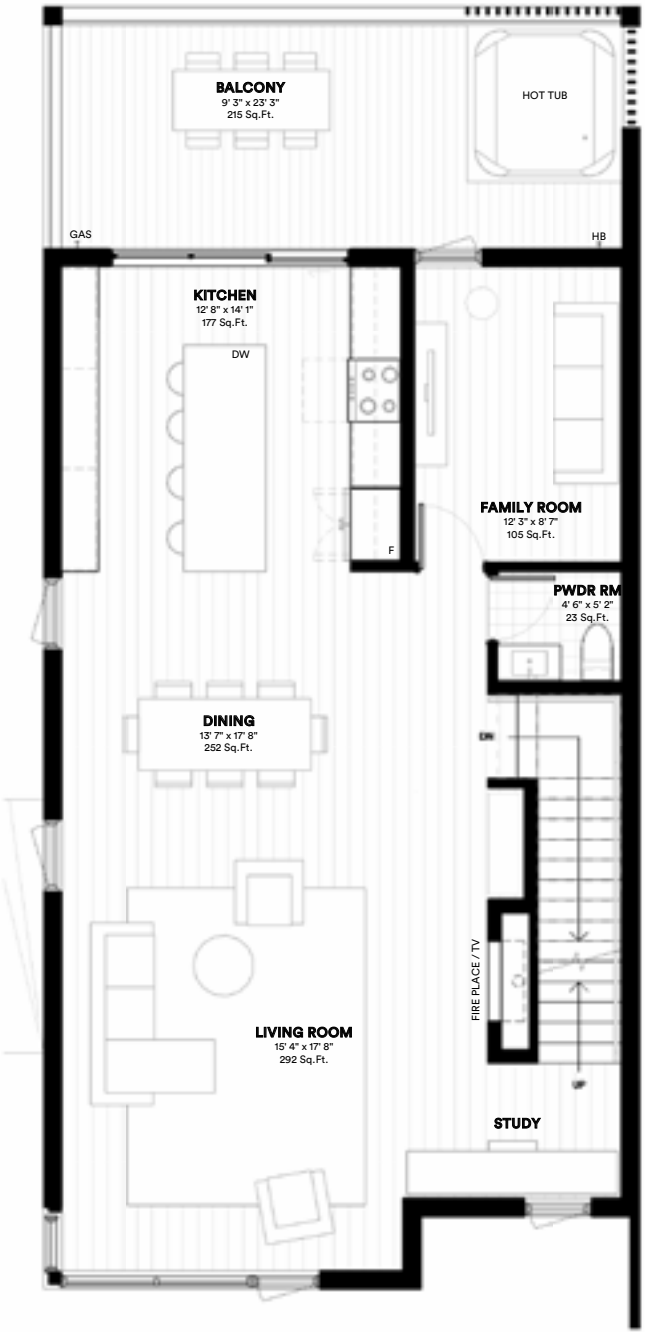 BALCONY
9' 3" x 23' 3"
215 Sq.Ft.
HOT TUB
GAS
HB
KITCHEN
12' 8" x 14' 1"
177 Sq.Ft.
DW
F
FAMILY ROOM
12' 3" x 8' 7"
105 Sq.Ft.
PWDR RM
4' 6" x 5' 2"
23 Sq.Ft.
DINING
13' 7" x 17' 8"
252 Sq.Ft.
DN
FIRE PLACE / TV
LIVING ROOM
15' 4" x 17' 8"
292 Sq.Ft.
UP
STUDY